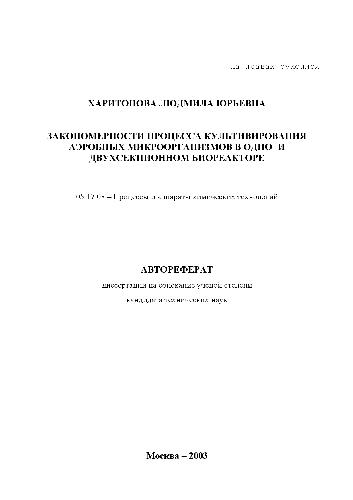 На правах рукописи
ХАРИТОНОВА ЛЮДМИЛА ЮРЬЕВНА
ЗАКОНОМЕРНОСТИ ПРОЦЕССА КУЛЬТИВИРОВАНИЯ
АЭРОБНЫХ МИКРООРГАНИЗМОВ В ОДНО- И
ДВУХСЕКЦИОННОМ БИОРЕАКТОРЕ
05.17.08 – Процессы и аппараты химических технологий
АВТОРЕФЕРАТ
диссертации на соискание ученой степени
кандидата технических наук
Москва – 2003